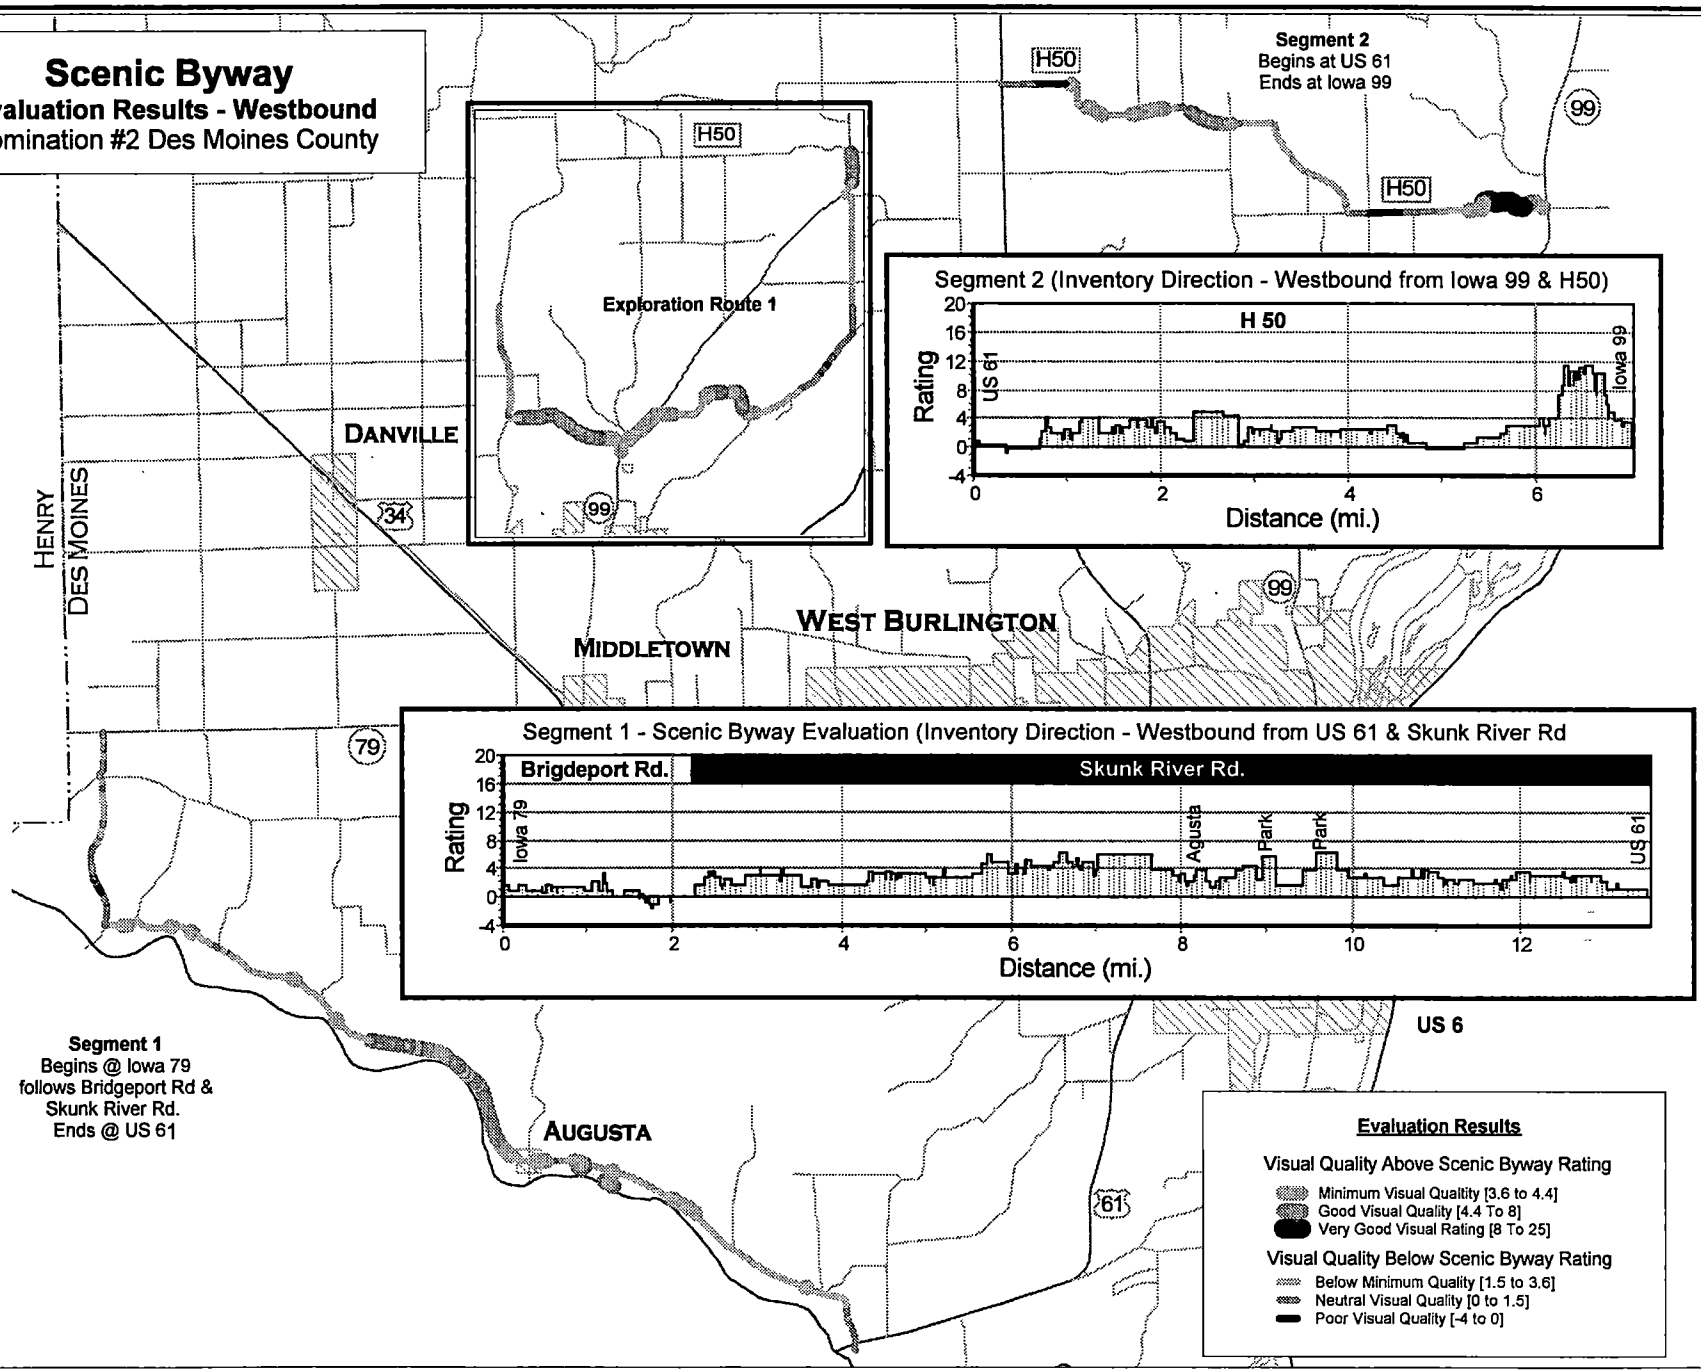 Scenic Byway
valuation Results - Westbound
omination #2 Des Moines County
H50
Exploration Route 1
99
H50
Segment 2
Begins at US 61
Ends at Iowa 99
99
H50
Segment 2 (Inventory Direction - Westbound from Iowa 99 & H50)
H 50
Rating
20
16
12
8
4
0
-4
US 61
Iowa 99
0
2
4
6
Distance (mi.)
DANVILLE
34
HENRY
DES MOINES
MIDDLETOWN
WEST BURLINGTON
99
79
Segment 1 - Scenic Byway Evaluation (Inventory Direction - Westbound from US 61 & Skunk River Rd
Brigdeport Rd.
Skunk River Rd.
Rating
20
16
12
8
4
0
-4
Iowa 79
Agusta
Park
Park
US 61
0
2
4
6
8
10
12
Distance (mi.)
US 6
Segment 1
Begins @ Iowa 79
follows Bridgeport Rd &
Skunk River Rd.
Ends @ US 61
AUGUSTA
61
Evaluation Results
Visual Quality Above Scenic Byway Rating
Minimum Visual Qualtity [3.6 to 4.4]
Good Visual Quality [4.4 To 8]
Very Good Visual Rating [8 To 25]
Visual Quality Below Scenic Byway Rating
Below Minimum Quality [1.5 to 3.6]
Neutral Visual Quality [0 to 1.5]
Poor Visual Quality [-4 to 0]